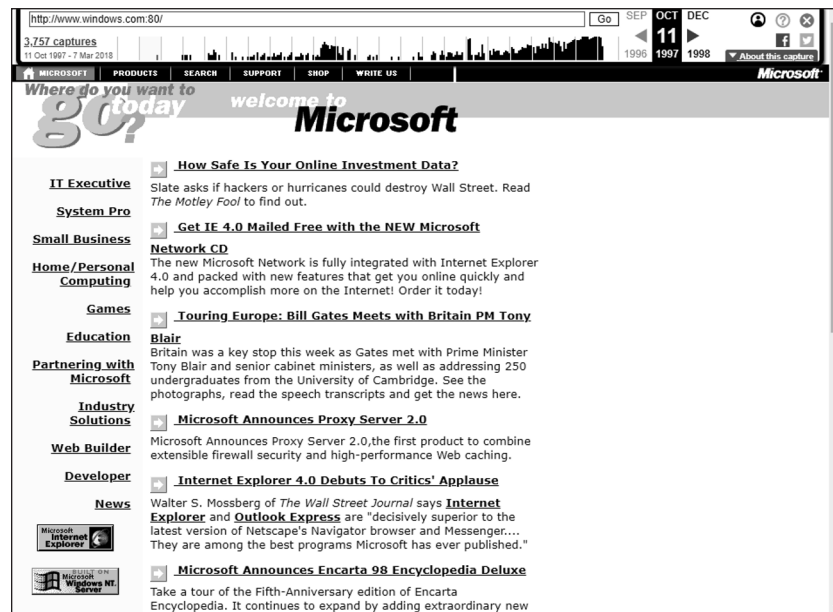 http://www.windows.com:80/
Go
SEP OCT DEC
11
1996 1997 1998
3,757 captures
11 Oct 1997 - 7 Mar 2018
About this capture
MICROSOFT PRODUCTS SEARCH SUPPORT SHOP WRITE US
Microsoft
Where do you want to
go today?
welcome to
Microsoft
IT Executive
System Pro
Small Business
Home/Personal
Computing
Games
Education
Partnering with
Microsoft
Industry
Solutions
Web Builder
Developer
News
Microsoft
Internet
Explorer
BUILT ON
Microsoft
Windows NT.
Server
How Safe Is Your Online Investment Data?
Slate asks if hackers or hurricanes could destroy Wall Street. Read
The Motley Fool to find out.
Get IE 4.0 Mailed Free with the NEW Microsoft
Network CD
The new Microsoft Network is fully integrated with Internet Explorer
4.0 and packed with new features that get you online quickly and
help you accomplish more on the Internet! Order it today!
Touring Europe: Bill Gates Meets with Britain PM Tony
Blair
Britain was a key stop this week as Gates met with Prime Minister
Tony Blair and senior cabinet ministers, as well as addressing 250
undergraduates from the University of Cambridge. See the
photographs, read the speech transcripts and get the news here.
Microsoft Announces Proxy Server 2.0
Microsoft Announces Proxy Server 2.0,the first product to combine
extensible firewall security and high-performance Web caching.
Internet Explorer 4.0 Debuts To Critics' Applause
Walter S. Mossberg of The Wall Street Journal says Internet
Explorer and Outlook Express are "decisively superior to the
latest version of Netscape's Navigator browser and Messenger....
They are among the best programs Microsoft has ever published."
Microsoft Announces Encarta 98 Encyclopedia Deluxe
Take a tour of the Fifth-Anniversary edition of Encarta
Encyclopedia. It continues to expand by adding extraordinary new